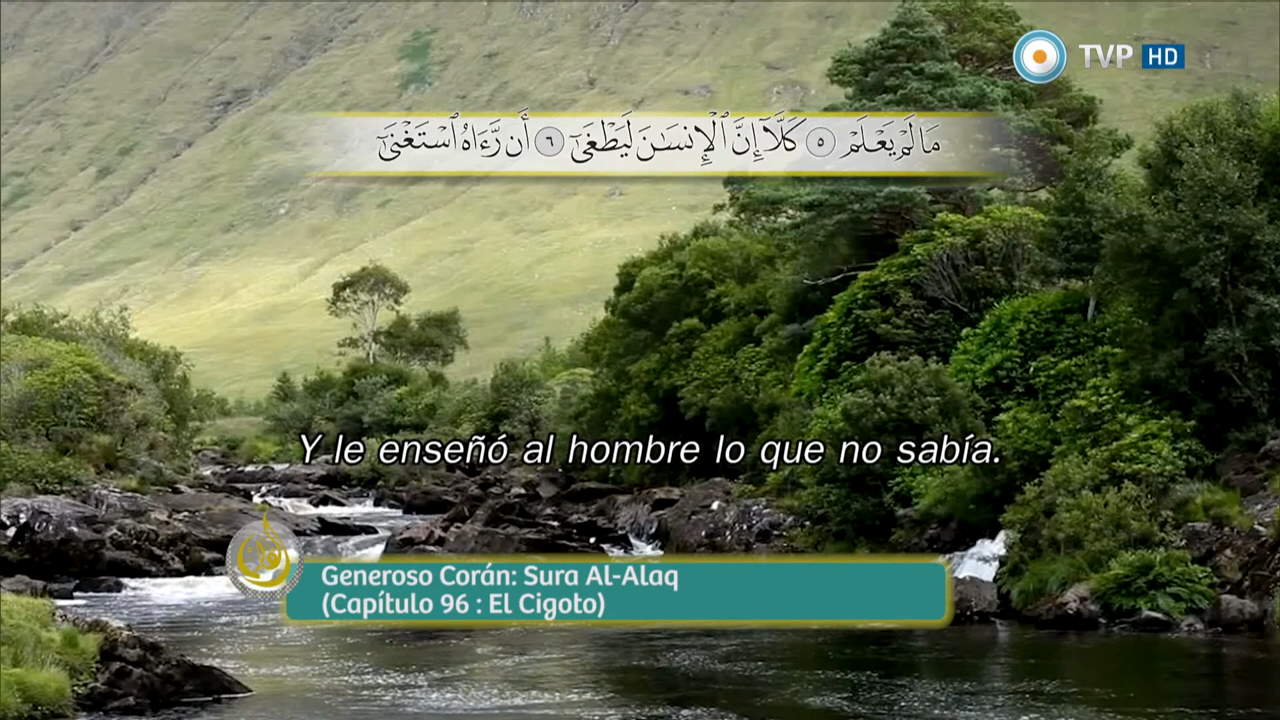 TVP HD
مَا لَمْ يَعْلَمْ ٥ كَلَّآ إِنَّ ٱلْإِنسَـٰنَ لَيَطْغَىٰٓ ٦ أَن رَّءَاهُ ٱسْتَغْنَىٰٓ
Y le enseñó al hombre lo que no sabía.
Generoso Corán: Sura Al-Alaq
(Capítulo 96 : El Cigoto)